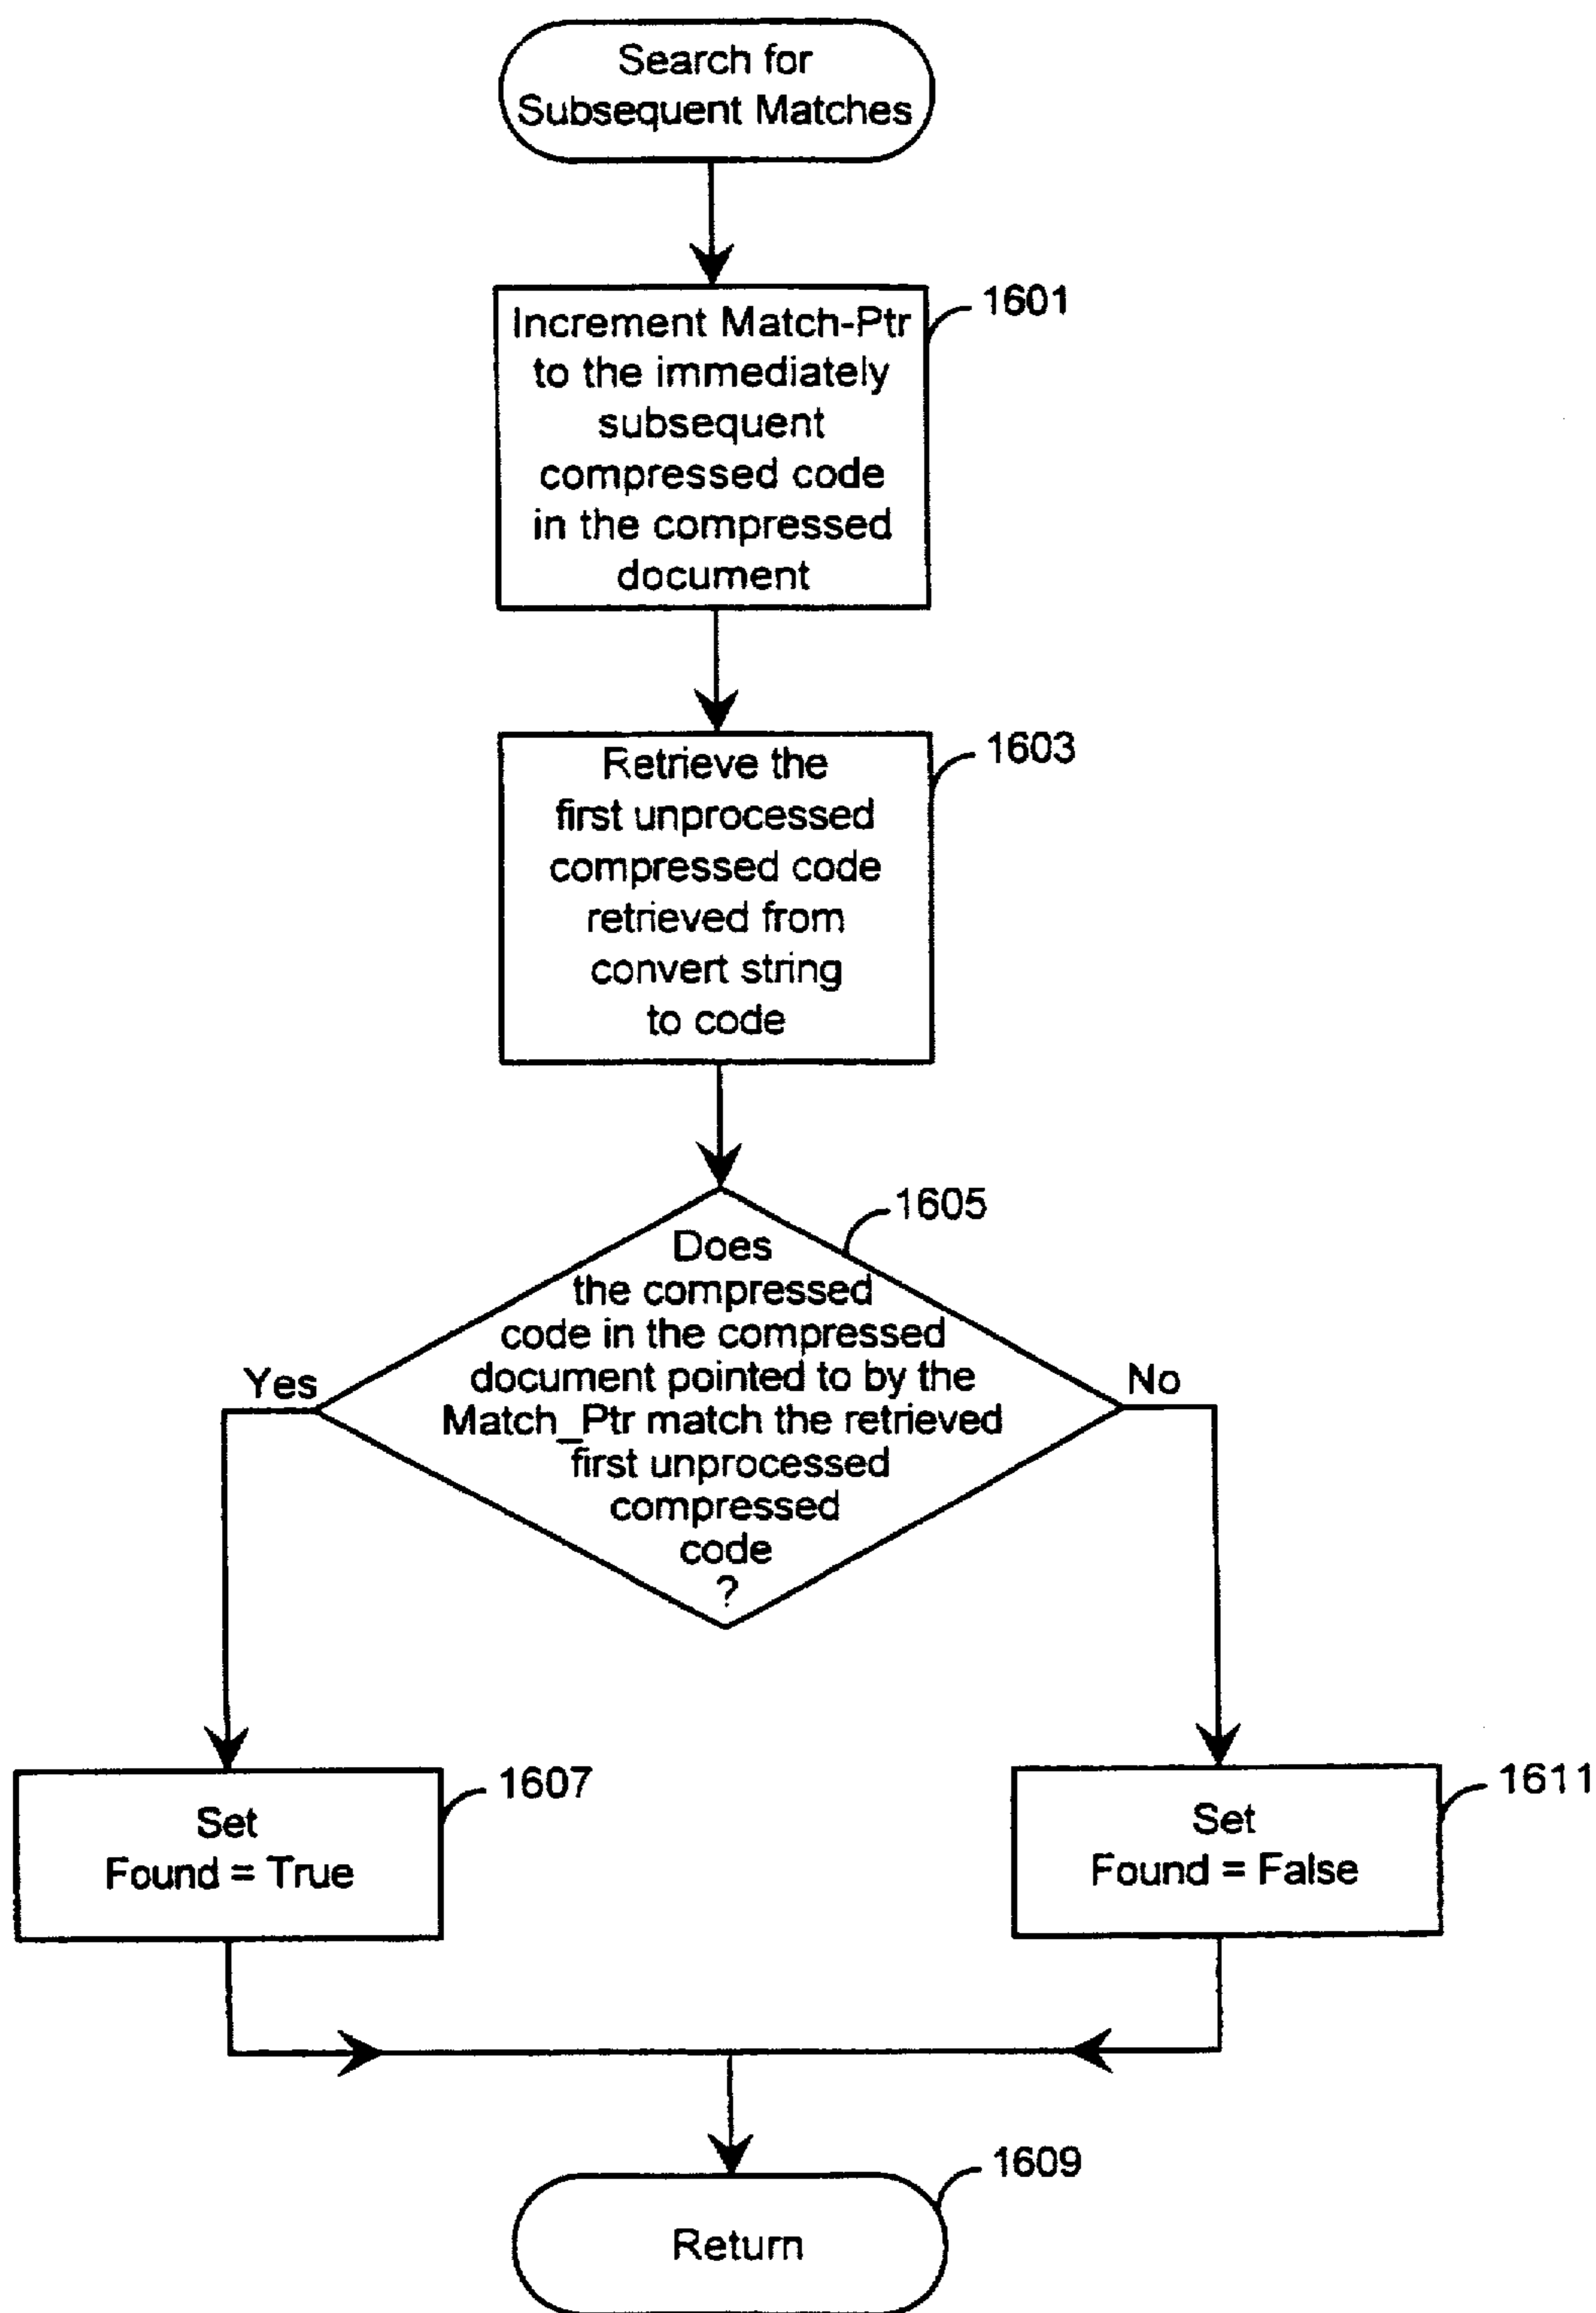 Search for
Subsequent Matches
1601
Increment Match-Ptr
to the immediately
subsequent
compressed code
in the compressed
document
1603
Retrieve the
first unprocessed
compressed code
retrieved from
convert string
to code
1605
Does
the compressed
code in the compressed
document pointed to by the
Match_Ptr match the retrieved
first unprocessed
compressed
code
?
Yes
No
1607
Set
Found = True
1611
Set
Found = False
1609
Return